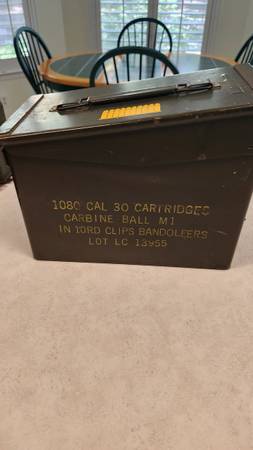 1080 CAL 30 CARTRIDGES
CARBINE BALL M1
IN 10RD CLIPS BANDOLEERS
LOT LC 13955